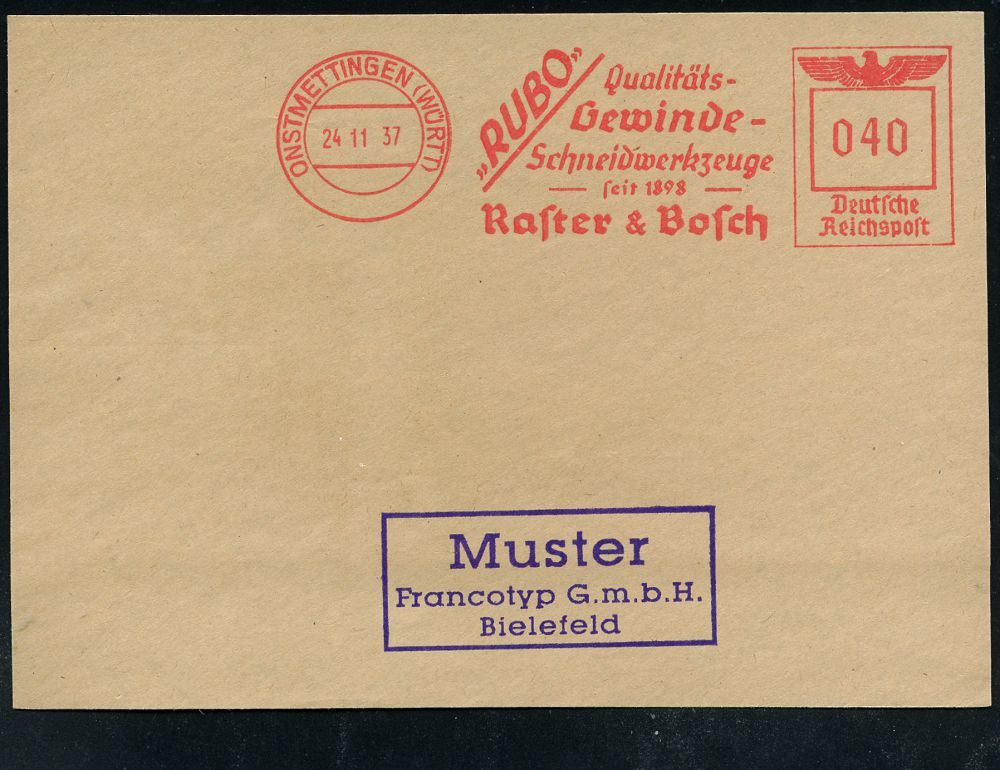 ONSTMETTINGEN (WÜRTT)
24 11 37
„RUBO”
Qualitäts-
Gewinde-
Schneidwerkzeuge
— ſeit 1898 —
Raſter & Boſch
040
Deutſche
Reichspoſt
Muster
Francotyp G.m.b.H.
Bielefeld